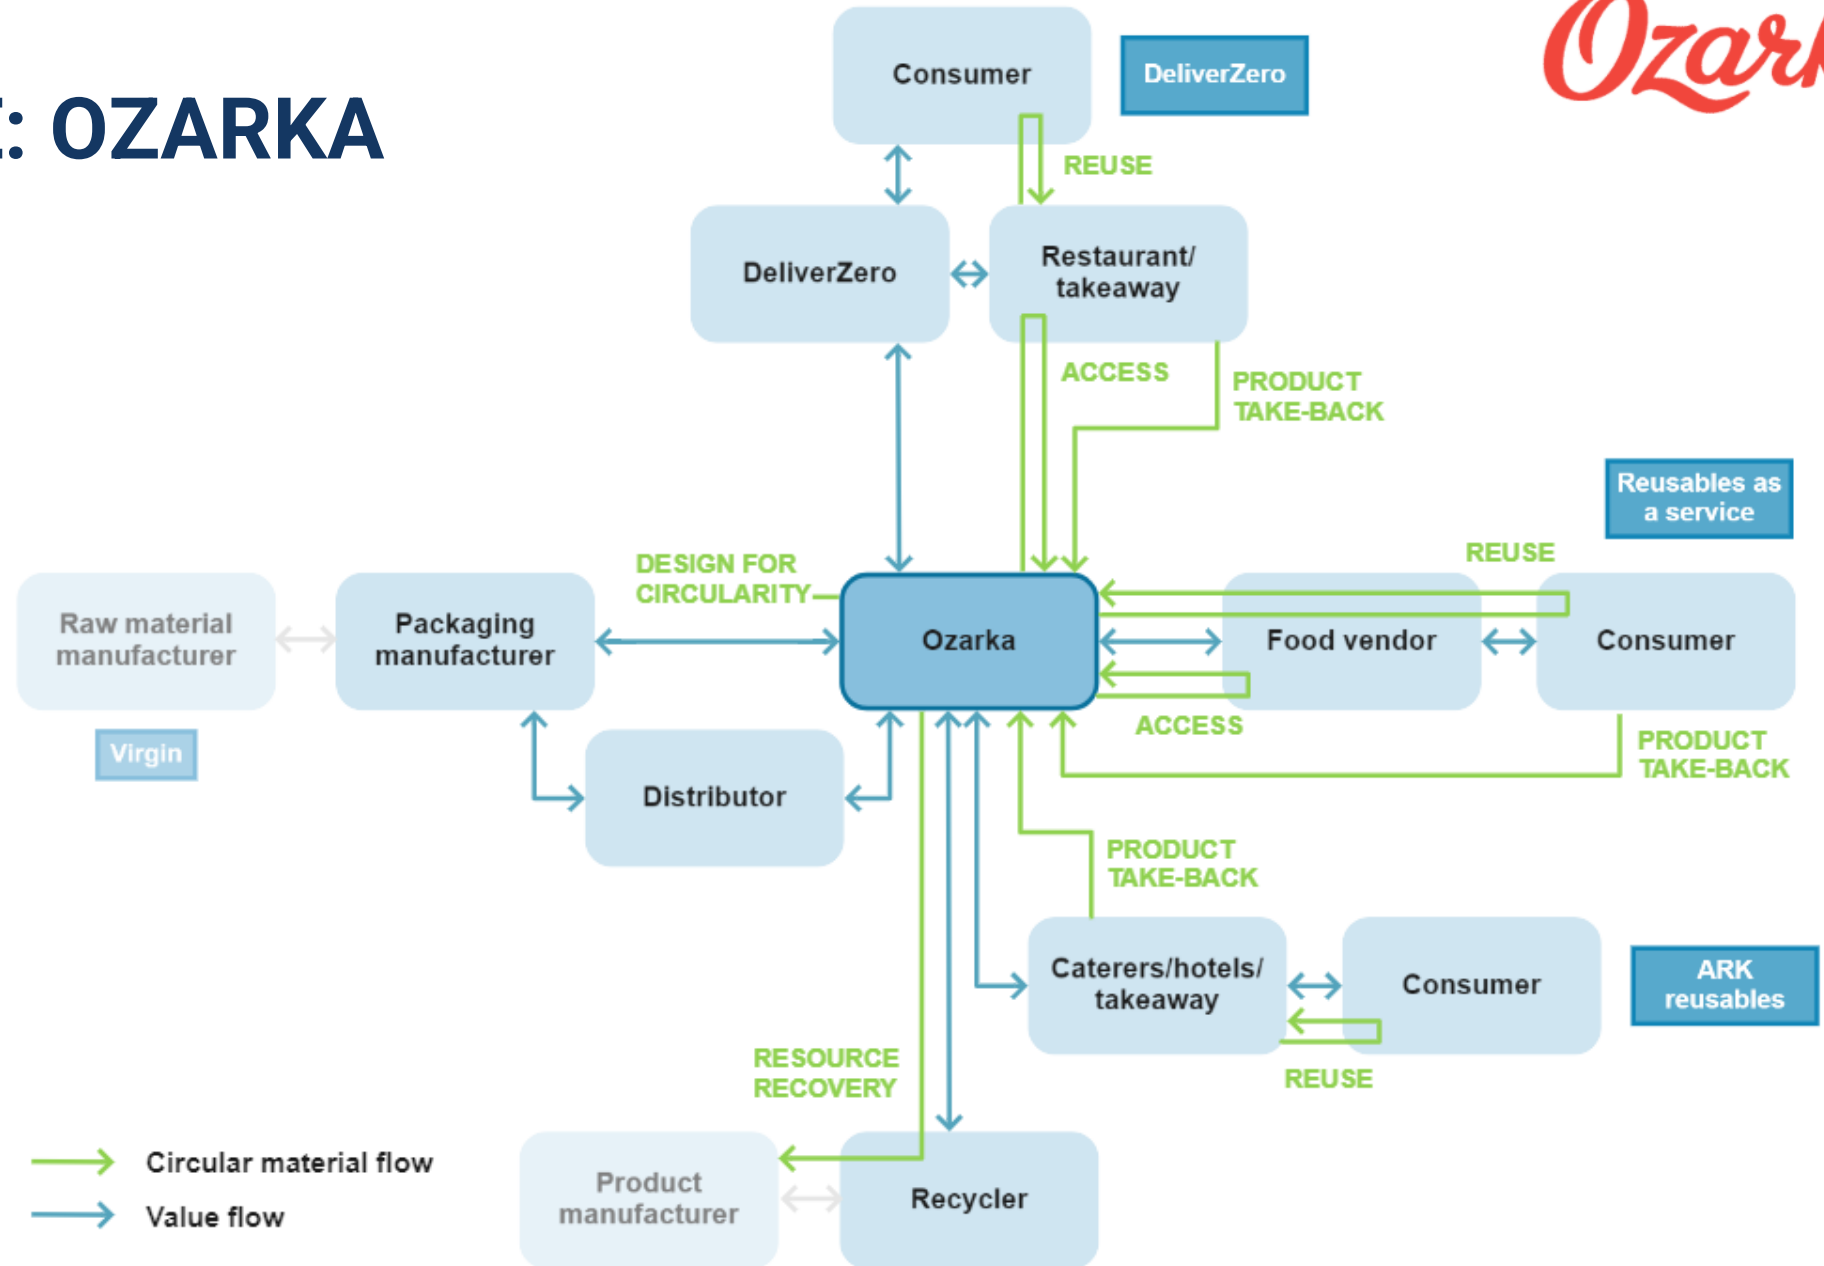 Consumer
DeliverZero
: OZARKA
REUSE
DeliverZero
Restaurant/
takeaway
ACCESS
PRODUCT
TAKE-BACK
Reusables as
a service
REUSE
DESIGN FOR
CIRCULARITY
Raw material
manufacturer
Packaging
manufacturer
Ozarka
Food vendor
Consumer
ACCESS
Virgin
PRODUCT
TAKE-BACK
Distributor
PRODUCT
TAKE-BACK
Caterers/hotels/
takeaway
Consumer
ARK
reusables
REUSE
RESOURCE
RECOVERY
Circular material flow
Value flow
Product
manufacturer
Recycler